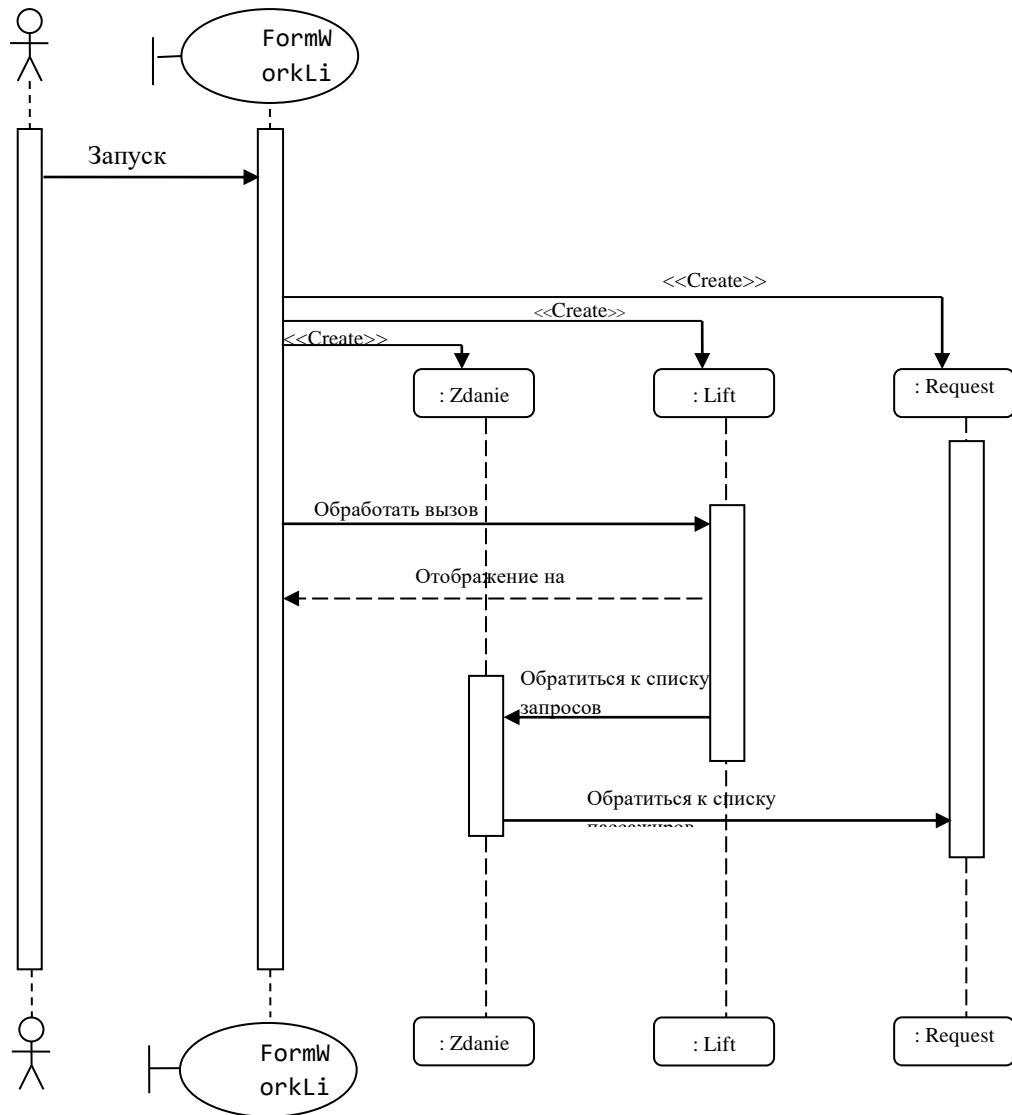 FormW
orkLi
Запуск
<<Create>>
<<Create>>
<<Create>>
: Zdanie
: Lift
: Request
Обработать вызов
Отображение на
Обратиться к списку
запросов
Обратиться к списку
пассажиров
: Zdanie
: Lift
: Request
FormW
orkLi